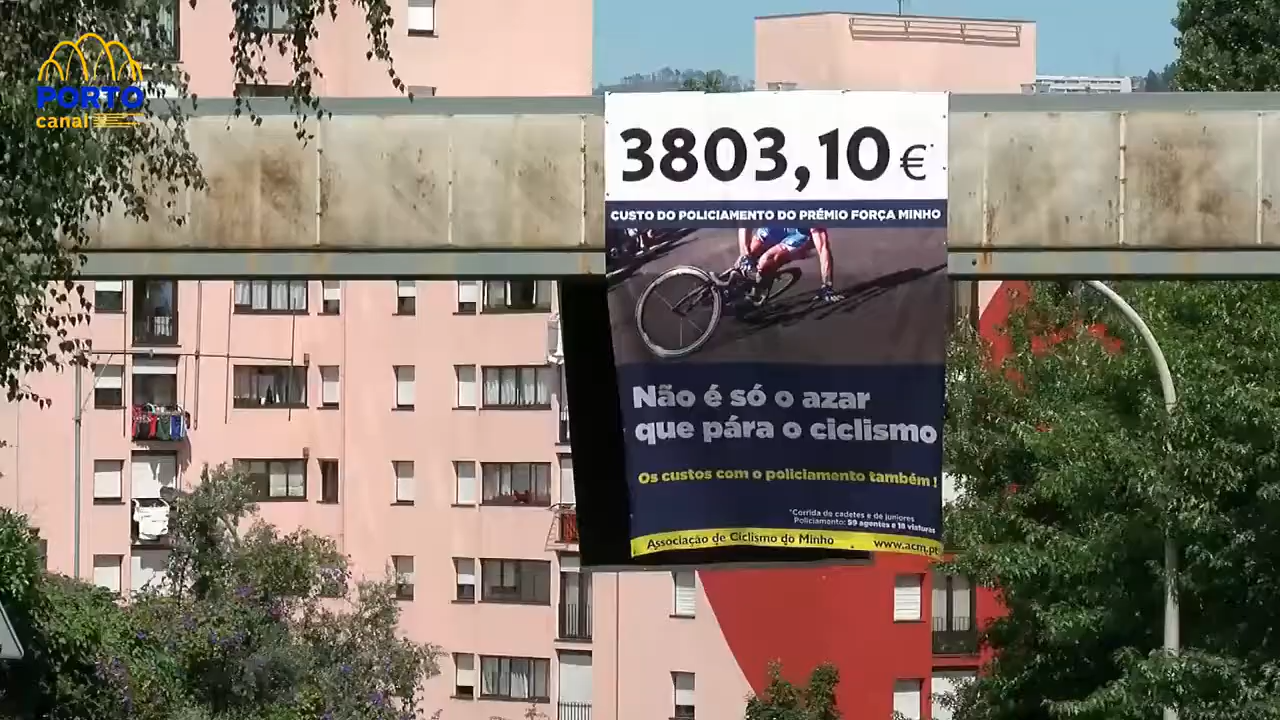 PORTO
canal
3803,10 €*
CUSTO DO POLICIAMENTO DO PRÉMIO FORÇA MINHO
Não é só o azar
que pára o ciclismo
Os custos com o policiamento também !
*Corrida de cadetes e de juniores
Policiamento: 59 agentes e 18 viaturas
Associação de Ciclismo do Minho www.acm.pt